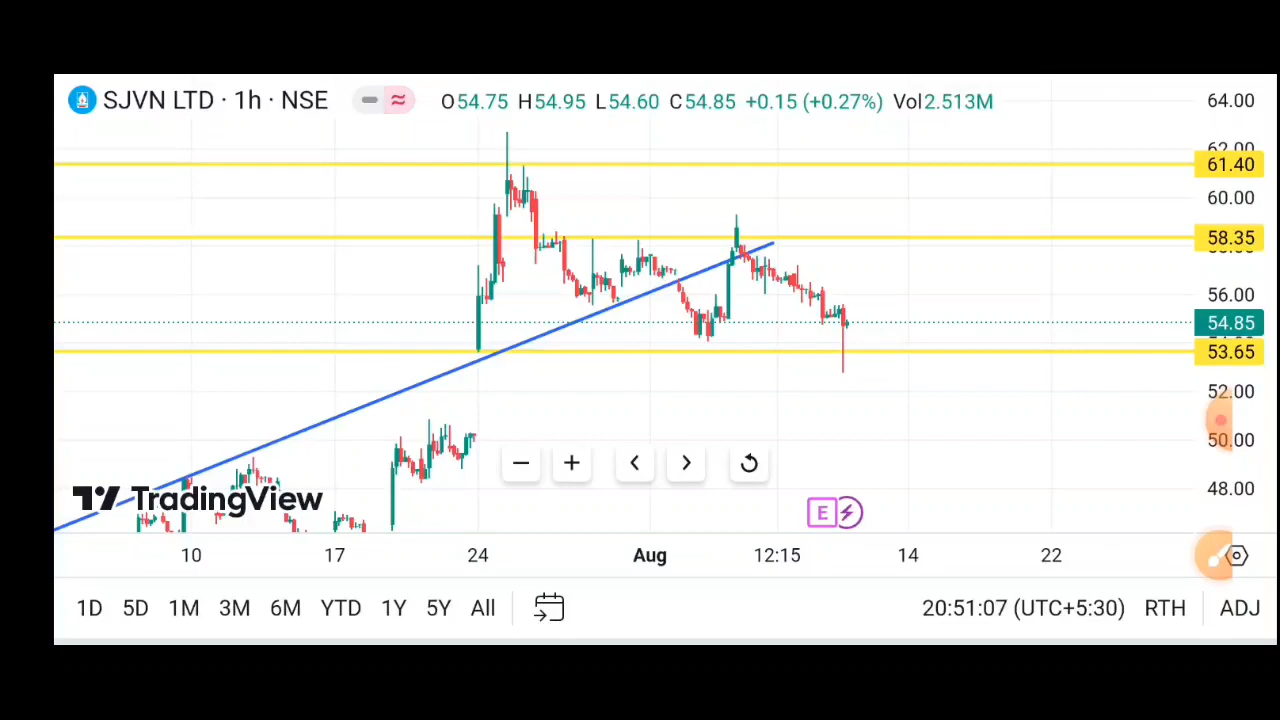 SJVN LTD · 1h · NSE O54.75 H54.95 L54.60 C54.85 +0.15 (+0.27%) Vol2.513M
64.00
62.00
61.40
60.00
58.35
56.00
54.85
53.65
52.00
50.00
48.00
TradingView
E
10 17 24 Aug 12:15 14 22
1D 5D 1M 3M 6M YTD 1Y 5Y All 20:51:07 (UTC+5:30) RTH ADJ